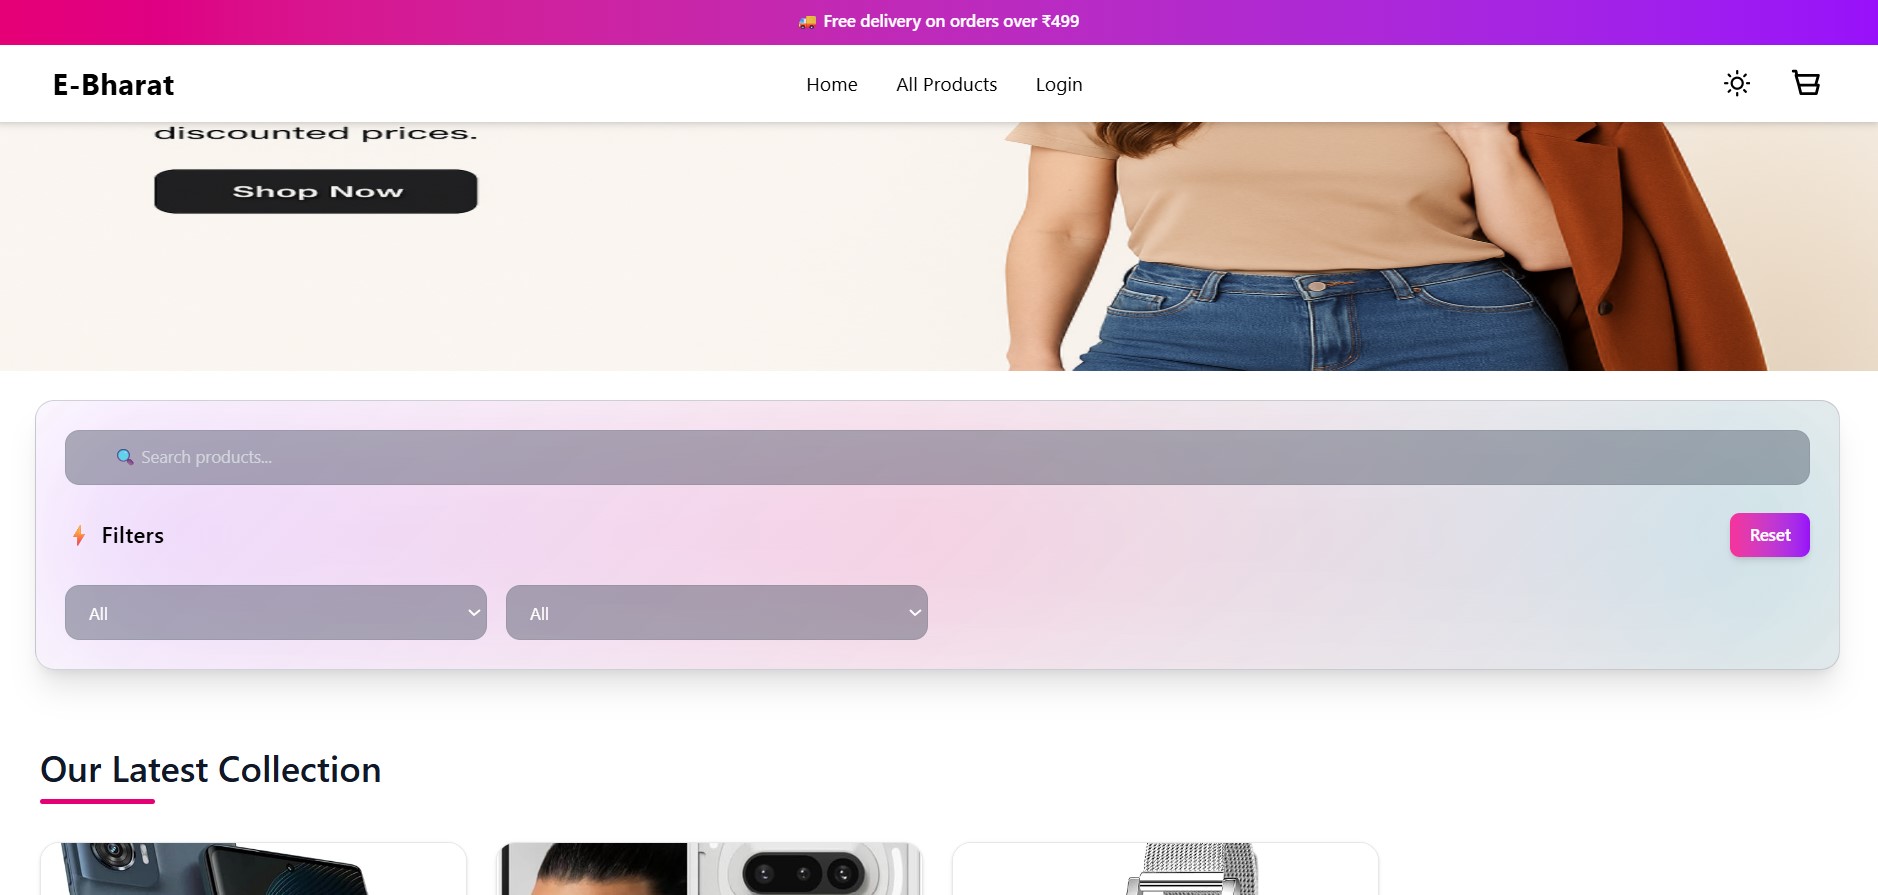 🚚 Free delivery on orders over ₹499
E-Bharat
Home
All Products
Login
discounted prices.
Shop Now
🔍 Search products...
⚡ Filters
Reset
All
All
Our Latest Collection